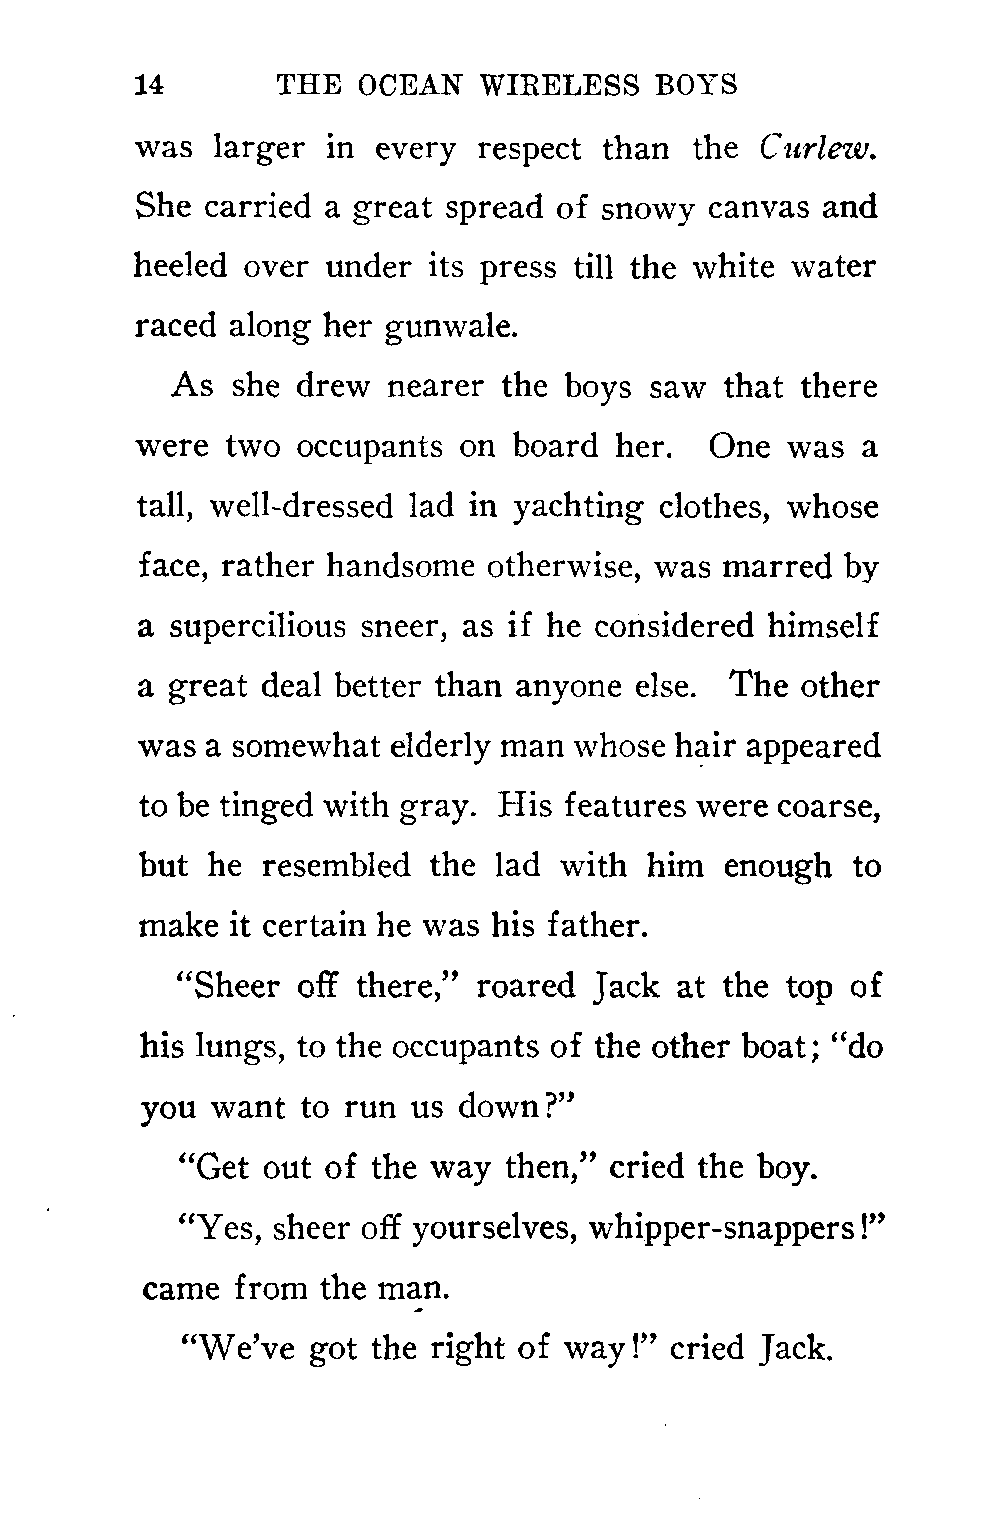 14 THE OCEAN WIRELESS BOYS
was larger in every respect than the Curlew.
She carried a great spread of snowy canvas and
heeled over under its press till the white water
raced along her gunwale.
As she drew nearer the boys saw that there
were two occupants on board her. One was a
tall, well-dressed lad in yachting clothes, whose
face, rather handsome otherwise, was marred by
a supercilious sneer, as if he considered himself
a great deal better than anyone else. The other
was a somewhat elderly man whose hair appeared
to be tinged with gray. His features were coarse,
but he resembled the lad with him enough to
make it certain he was his father.
“Sheer off there,” roared Jack at the top of
his lungs, to the occupants of the other boat; “do
you want to run us down?”
“Get out of the way then,” cried the boy.
“Yes, sheer off yourselves, whipper-snappers!”
came from the man.
“We’ve got the right of way!” cried Jack.